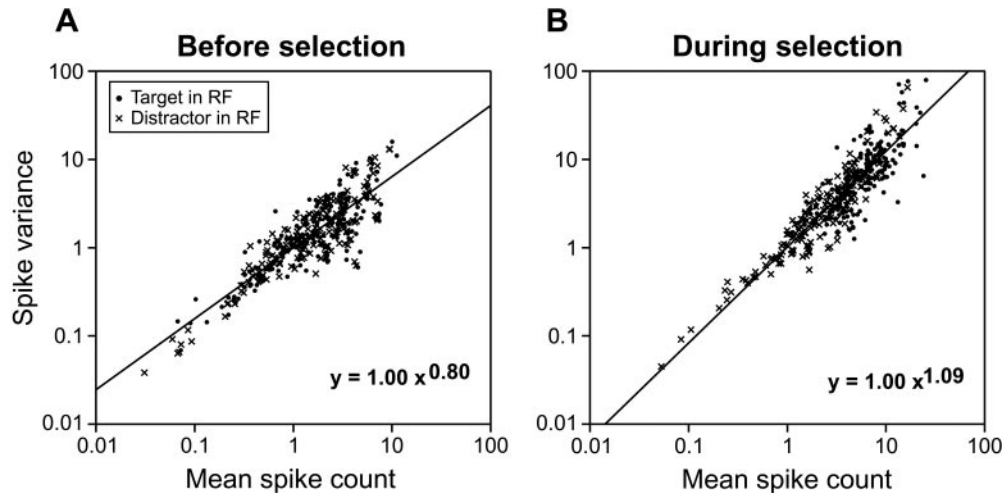 A
Before selection
100
10
1
0.1
0.01
Spike variance
• Target in RF
× Distractor in RF
y = 1.00 x^0.80
0.01 0.1 1 10 100
Mean spike count
B
During selection
100
10
1
0.1
0.01
y = 1.00 x^1.09
0.01 0.1 1 10 100
Mean spike count